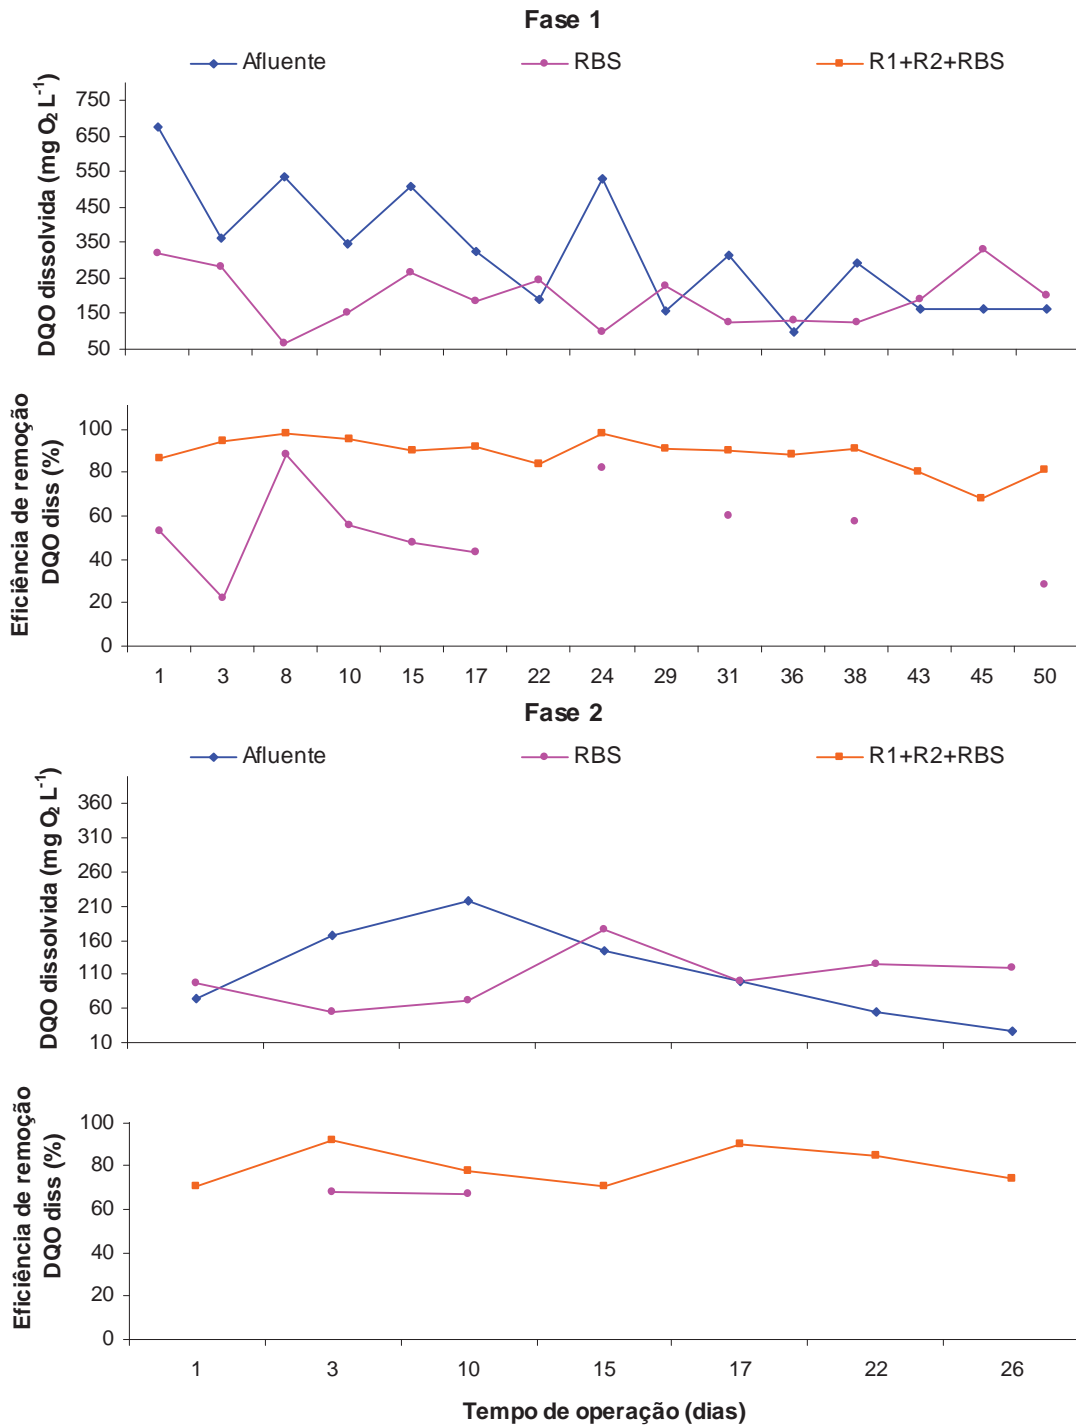 Fase 1
Afluente RBS R1+R2+RBS
DQO dissolvida (mg O₂ L⁻¹)
750
650
550
450
350
250
150
50
Eficiência de remoção
DQO diss (%)
100
80
60
40
20
0
1 3 8 10 15 17 22 24 29 31 36 38 43 45 50
Fase 2
Afluente RBS R1+R2+RBS
DQO dissolvida (mg O₂ L⁻¹)
360
310
260
210
160
110
60
10
Eficiência de remoção
DQO diss (%)
100
80
60
40
20
0
1 3 10 15 17 22 26
Tempo de operação (dias)